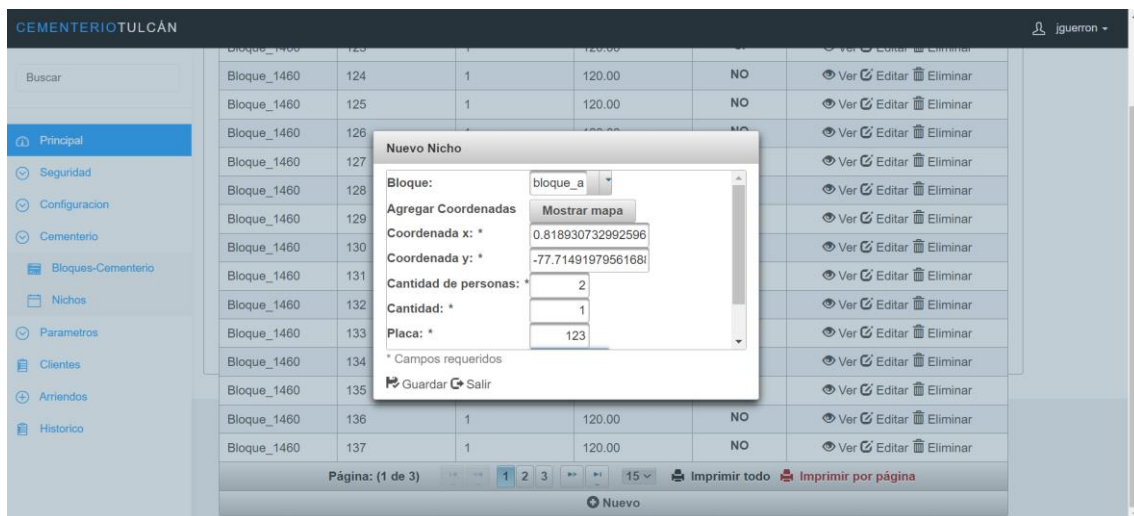 CEMENTERIOTULCÁN jguerron
Buscar
Principal
Seguridad
Configuracion
Cementerio
Bloques-Cementerio
Nichos
Parametros
Clientes
Arriendos
Historico
Bloque_1460 124 1 120.00 NO Ver Editar Eliminar
Bloque_1460 125 1 120.00 NO Ver Editar Eliminar
Bloque_1460 126 Ver Editar Eliminar
Bloque_1460 127 Ver Editar Eliminar
Bloque_1460 128 Ver Editar Eliminar
Bloque_1460 129 Ver Editar Eliminar
Bloque_1460 130 Ver Editar Eliminar
Bloque_1460 131 Ver Editar Eliminar
Bloque_1460 132 Ver Editar Eliminar
Bloque_1460 133 Ver Editar Eliminar
Bloque_1460 134 Ver Editar Eliminar
Bloque_1460 135 Ver Editar Eliminar
Bloque_1460 136 1 120.00 NO Ver Editar Eliminar
Bloque_1460 137 1 120.00 NO Ver Editar Eliminar
Página: (1 de 3) 1 2 3 15 Imprimir todo Imprimir por página
Nuevo
Nuevo Nicho
Bloque: bloque_a
Agregar Coordenadas Mostrar mapa
Coordenada x: * 0.818930732992596
Coordenada y: * -77.7149197956168
Cantidad de personas: * 2
Cantidad: * 1
Placa: * 123
* Campos requeridos
Guardar Salir